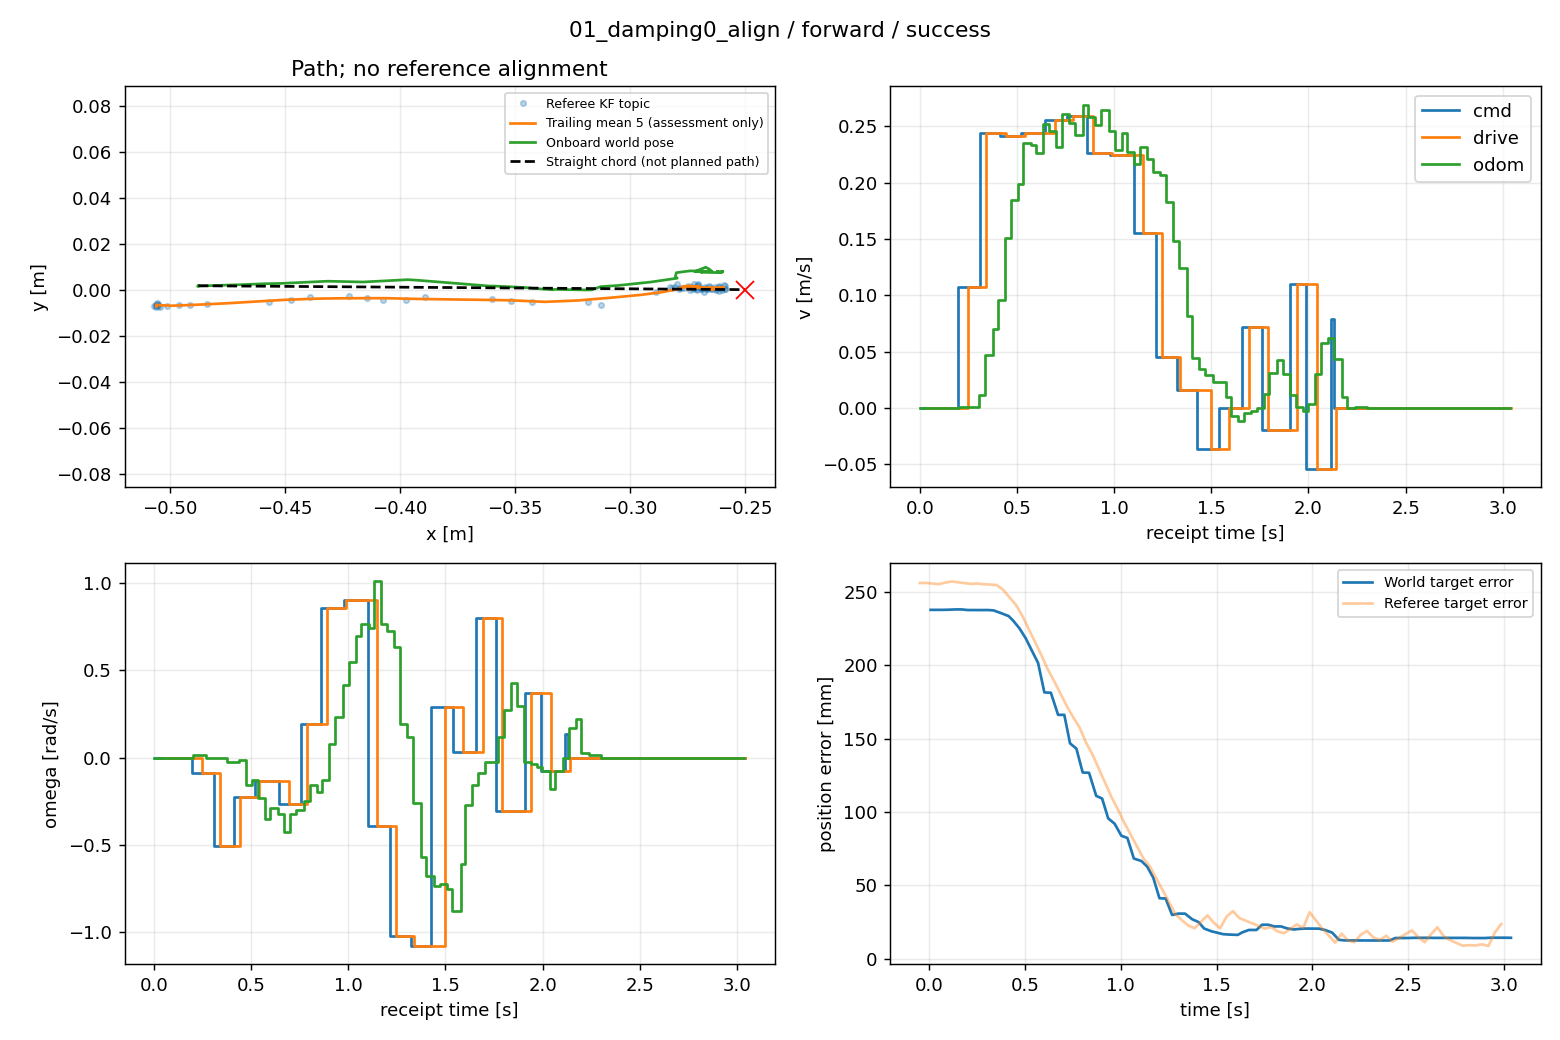 01_damping0_align / forward / success
Path; no reference alignment
Referee KF topic
Trailing mean 5 (assessment only)
Onboard world pose
Straight chord (not planned path)
0.08
0.06
0.04
0.02
0.00
−0.02
−0.04
−0.06
−0.08
y [m]
−0.50
−0.45
−0.40
−0.35
−0.30
−0.25
x [m]
cmd
drive
odom
0.25
0.20
0.15
0.10
0.05
0.00
−0.05
v [m/s]
0.0
0.5
1.0
1.5
2.0
2.5
3.0
receipt time [s]
1.0
0.5
0.0
−0.5
−1.0
omega [rad/s]
0.0
0.5
1.0
1.5
2.0
2.5
3.0
receipt time [s]
World target error
Referee target error
250
200
150
100
50
0
position error [mm]
0.0
0.5
1.0
1.5
2.0
2.5
3.0
time [s]